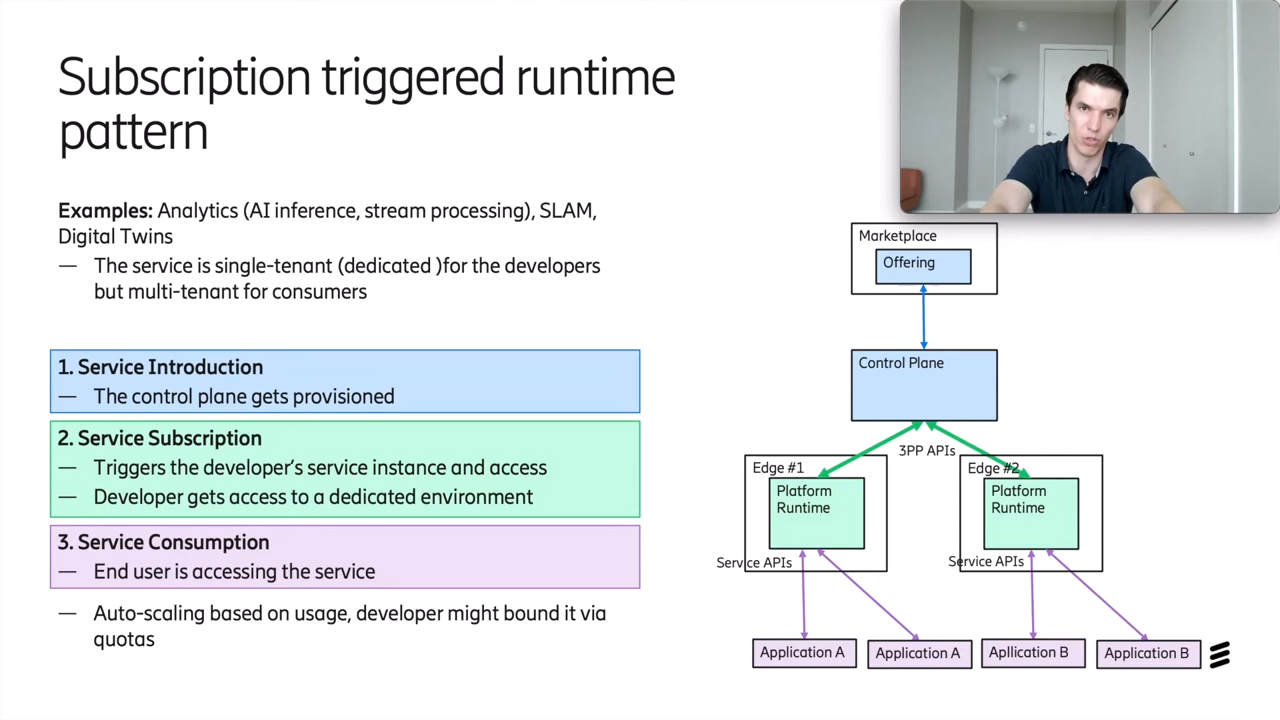 Subscription triggered runtime
pattern
Examples: Analytics (AI inference, stream processing), SLAM,
Digital Twins
— The service is single-tenant (dedicated )for the developers
but multi-tenant for consumers
1. Service Introduction
— The control plane gets provisioned
2. Service Subscription
— Triggers the developer’s service instance and access
— Developer gets access to a dedicated environment
3. Service Consumption
— End user is accessing the service
— Auto-scaling based on usage, developer might bound it via
quotas
Marketplace
Offering
Control Plane
3PP APIs
Edge #1
Platform
Runtime
Service APIs
Edge #2
Platform
Runtime
Service APIs
Application A
Application A
Apllication B
Application B